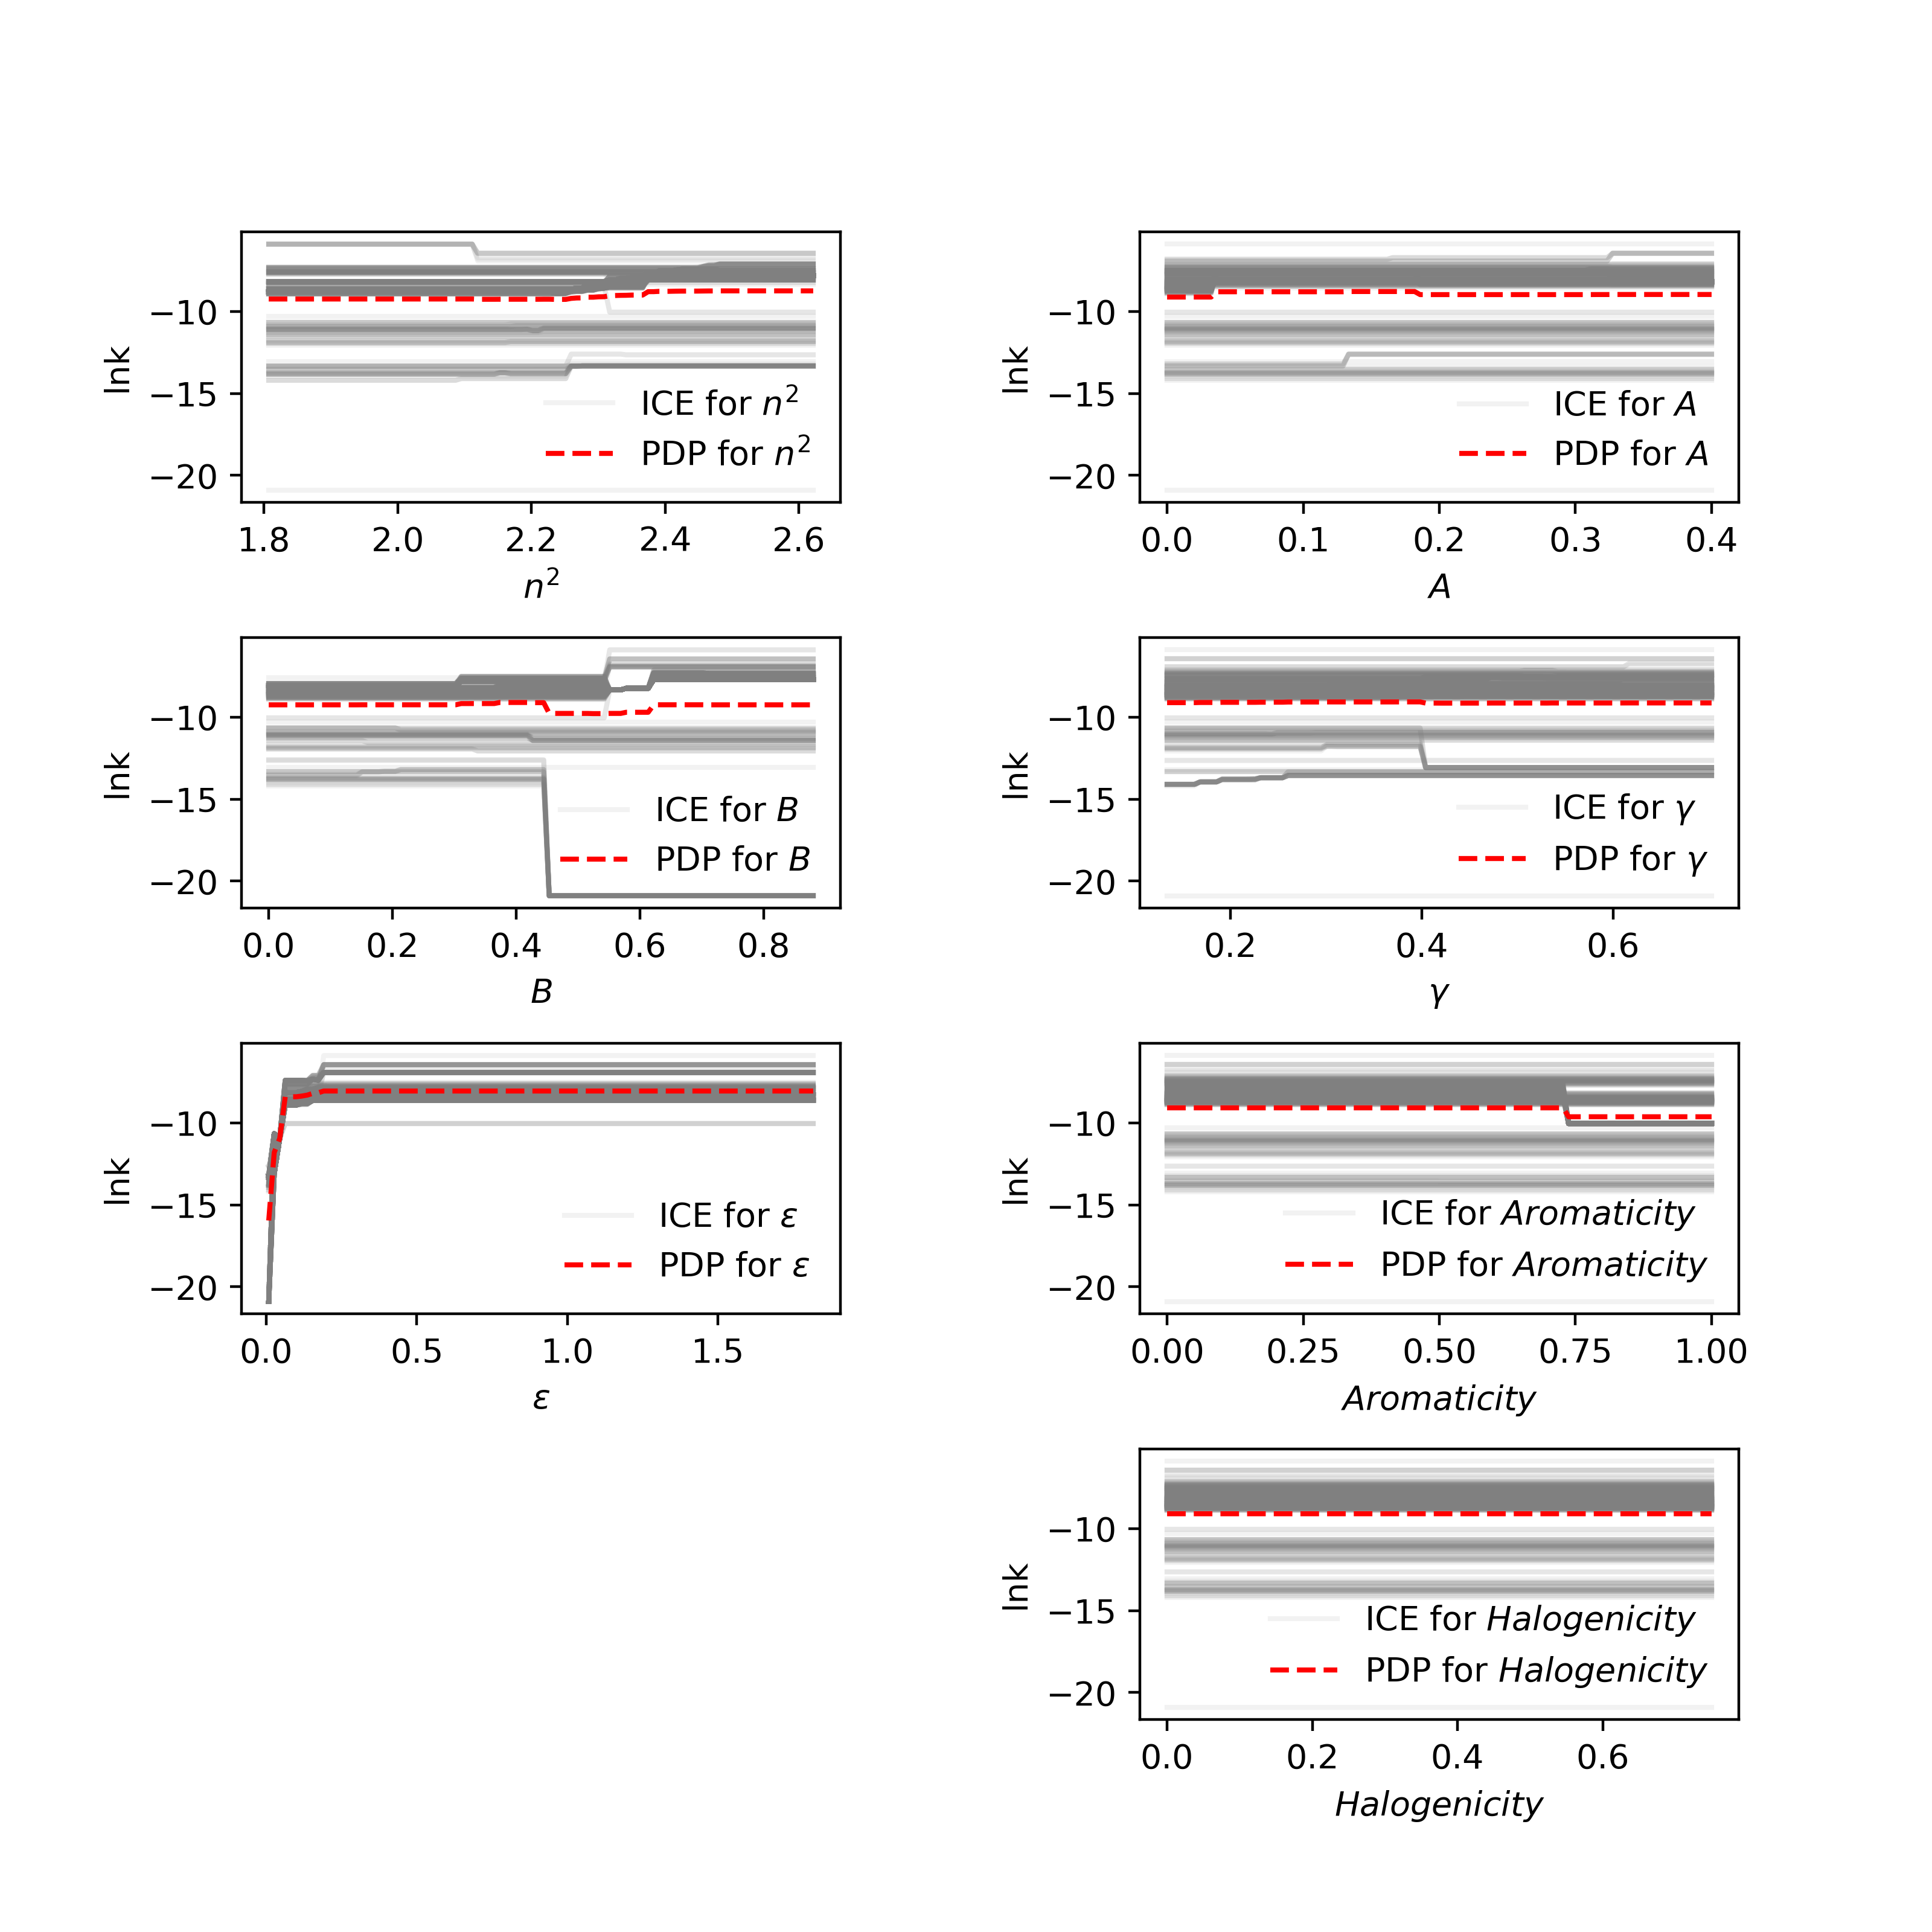 lnk
−10
−15
−20
ICE for n²
PDP for n²
1.8 2.0 2.2 2.4 2.6
n²
lnk
−10
−15
−20
ICE for A
PDP for A
0.0 0.1 0.2 0.3 0.4
A
lnk
−10
−15
−20
ICE for B
PDP for B
0.0 0.2 0.4 0.6 0.8
B
lnk
−10
−15
−20
ICE for γ
PDP for γ
0.2 0.4 0.6
γ
lnk
−10
−15
−20
ICE for ε
PDP for ε
0.0 0.5 1.0 1.5
ε
lnk
−10
−15
−20
ICE for Aromaticity
PDP for Aromaticity
0.00 0.25 0.50 0.75 1.00
Aromaticity
lnk
−10
−15
−20
ICE for Halogenicity
PDP for Halogenicity
0.0 0.2 0.4 0.6
Halogenicity